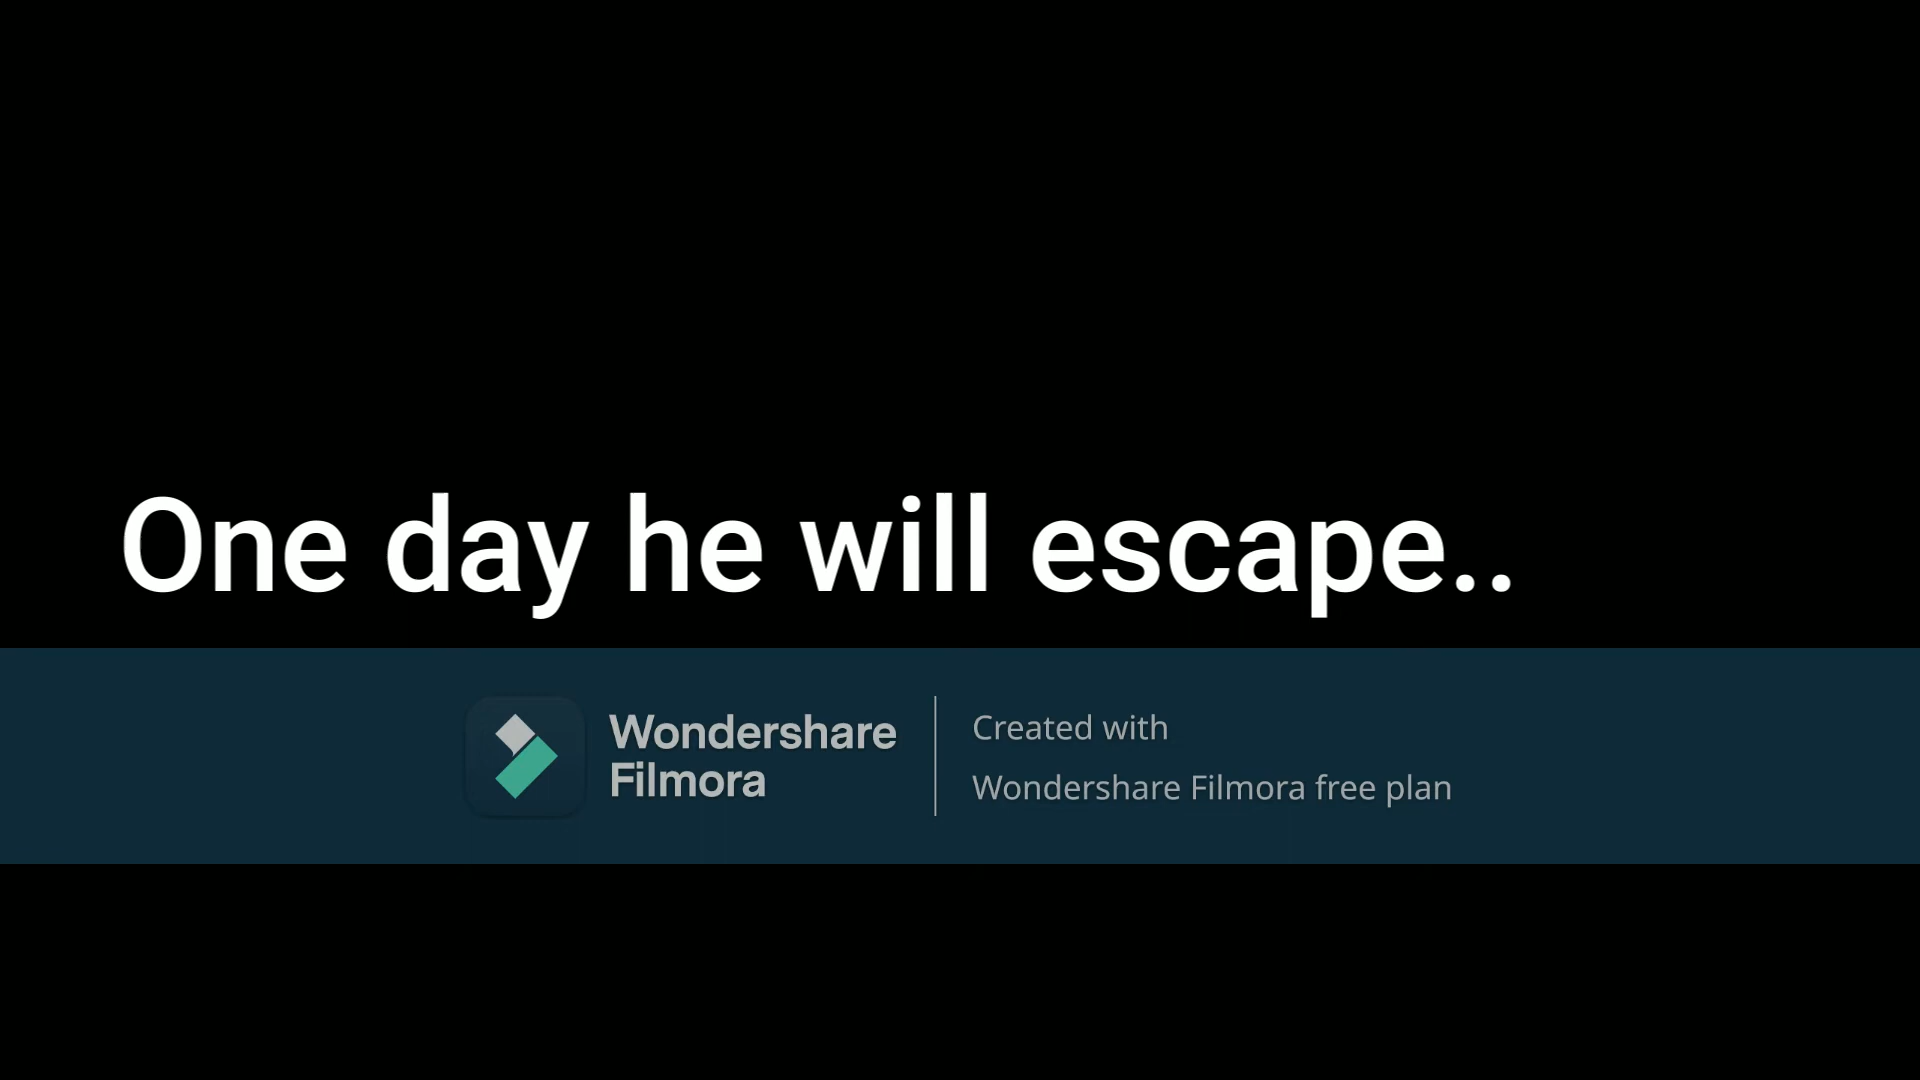 One day he will escape..
Wondershare
Filmora
Created with
Wondershare Filmora free plan